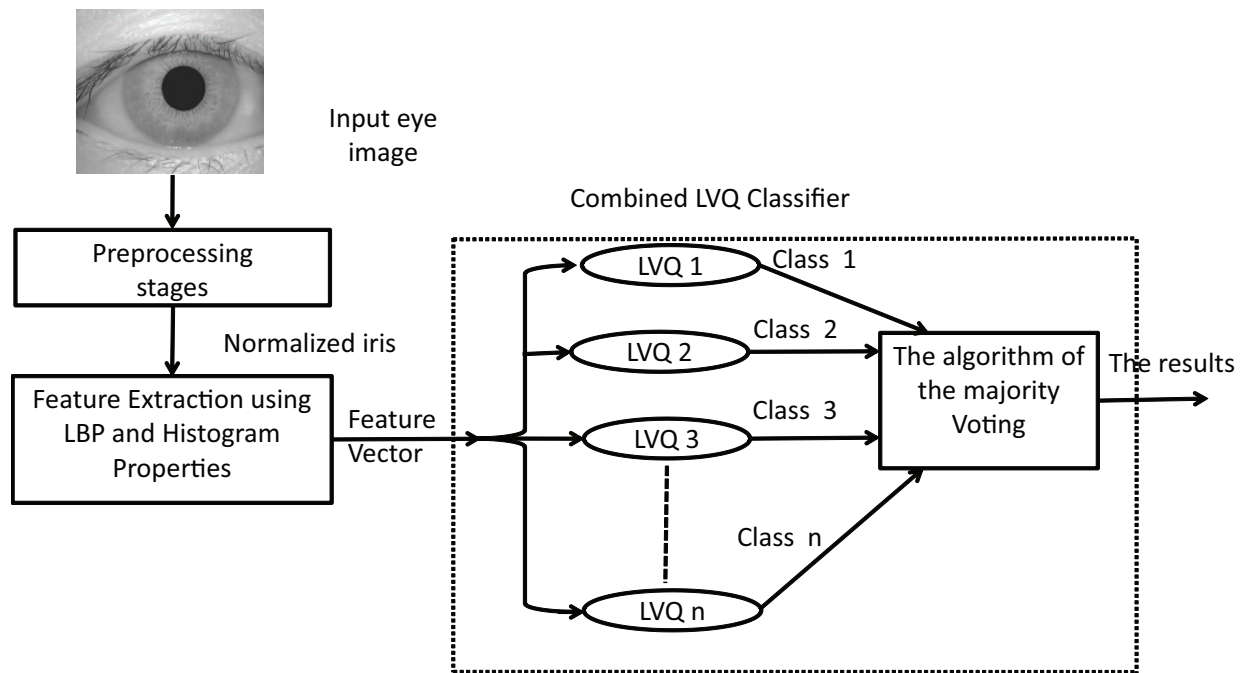 Input eye
image
Combined LVQ Classifier
Preprocessing
stages
Normalized iris
Feature Extraction using
LBP and Histogram
Properties
Feature
Vector
LVQ 1
Class 1
LVQ 2
Class 2
LVQ 3
Class 3
LVQ n
Class n
The algorithm of
the majority
Voting
The results